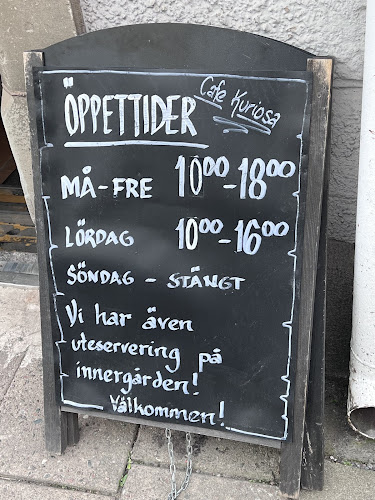 ÖPPETTIDER
Cafe Kuriosa
MÅ-FRE 10⁰⁰-18⁰⁰
LÖRDAG 10⁰⁰-16⁰⁰
SÖNDAG - STÄNGT
Vi har även
uteservering på
innergården!
Välkommen!